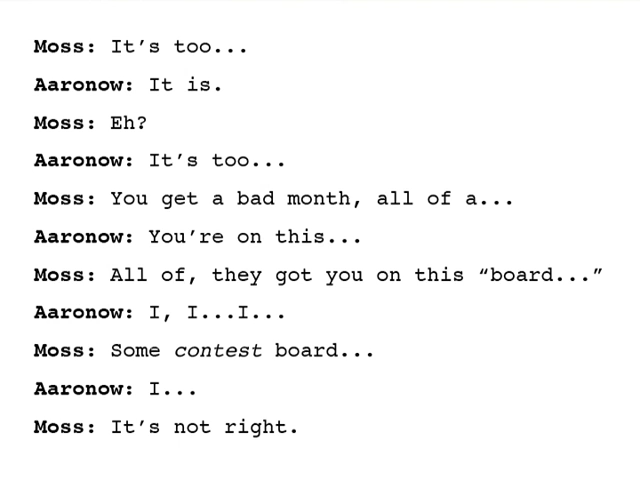 Moss: It’s too...
Aaronow: It is.
Moss: Eh?
Aaronow: It’s too...
Moss: You get a bad month, all of a...
Aaronow: You’re on this...
Moss: All of, they got you on this “board...”
Aaronow: I, I...I...
Moss: Some contest board...
Aaronow: I...
Moss: It’s not right.